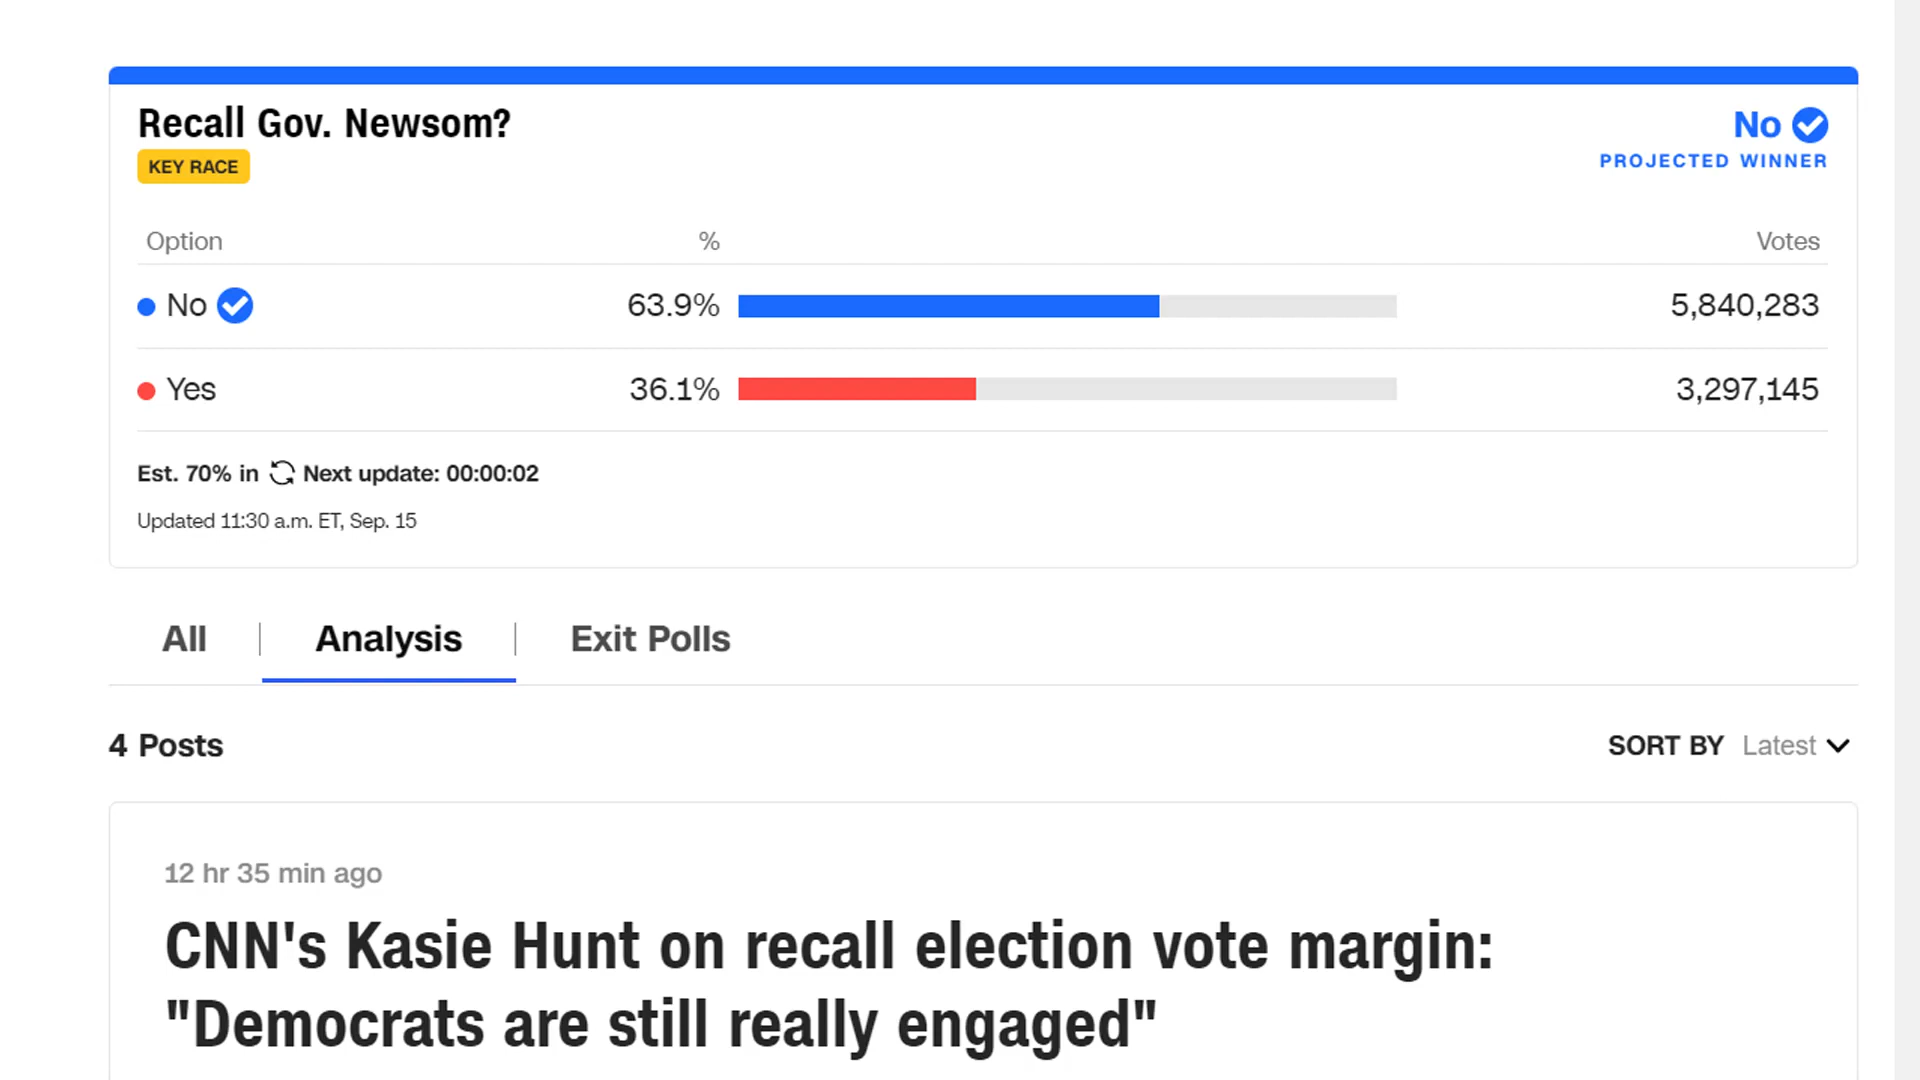 Recall Gov. Newsom?
No
KEY RACE
PROJECTED WINNER
Option % Votes
No 63.9% 5,840,283
Yes 36.1% 3,297,145
Est. 70% in Next update: 00:00:02
Updated 11:30 a.m. ET, Sep. 15
All Analysis Exit Polls
4 Posts SORT BY Latest
12 hr 35 min ago
CNN's Kasie Hunt on recall election vote margin:
"Democrats are still really engaged"